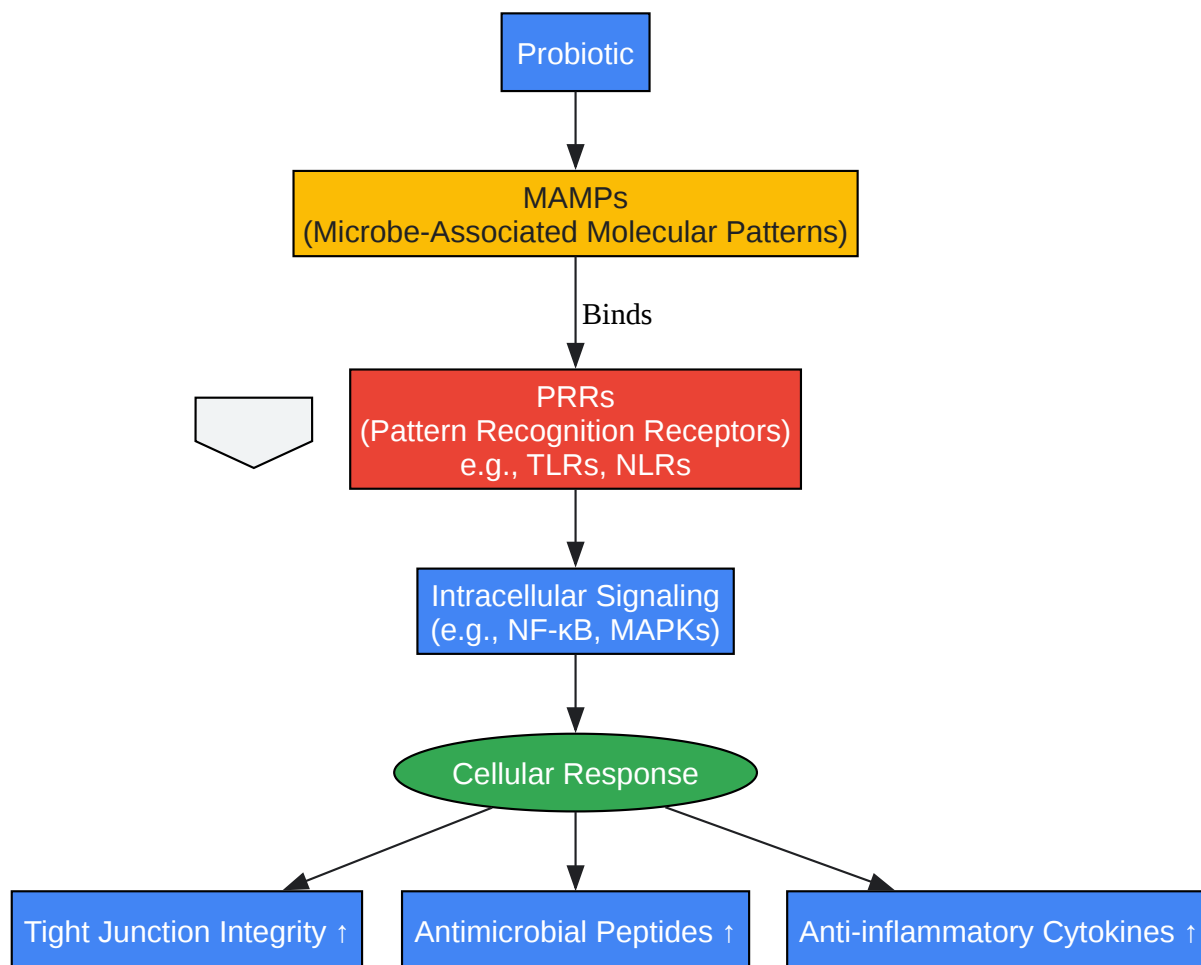 Probiotic
MAMPs
(Microbe-Associated Molecular Patterns)
Binds
PRRs
(Pattern Recognition Receptors)
e.g., TLRs, NLRs
Intracellular Signaling
(e.g., NF-κB, MAPKs)
Cellular Response
Tight Junction Integrity ↑
Antimicrobial Peptides ↑
Anti-inflammatory Cytokines ↑